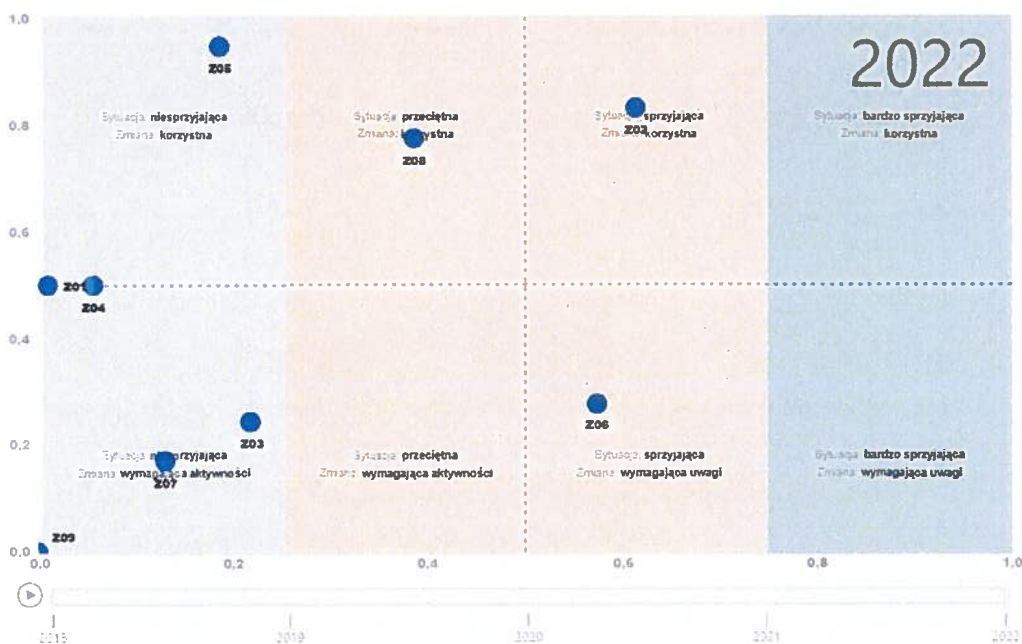 1.0
2022
Z05
Sytuacja: niesprzyjająca
Zmiana: korzystna
Sytuacja: przeciętna
Zmiana: korzystna
Z08
Sytuacja: sprzyjająca
Zmiana: korzystna
Z02
Sytuacja: bardzo sprzyjająca
Zmiana: korzystna
0.8
0.6
0.5
Z01
Z04
0.4
Z03
Z06
0,2
Sytuacja: niesprzyjająca
Zmiana: wymagająca aktywności
Z07
Sytuacja: przeciętna
Zmiana: wymagająca aktywności
Sytuacja: sprzyjająca
Zmiana: wymagająca uwagi
Sytuacja: bardzo sprzyjająca
Zmiana: wymagająca uwagi
Z09
0,0
0,0
0,2
0,4
0,6
0,8
1,0
2019
2020
2021